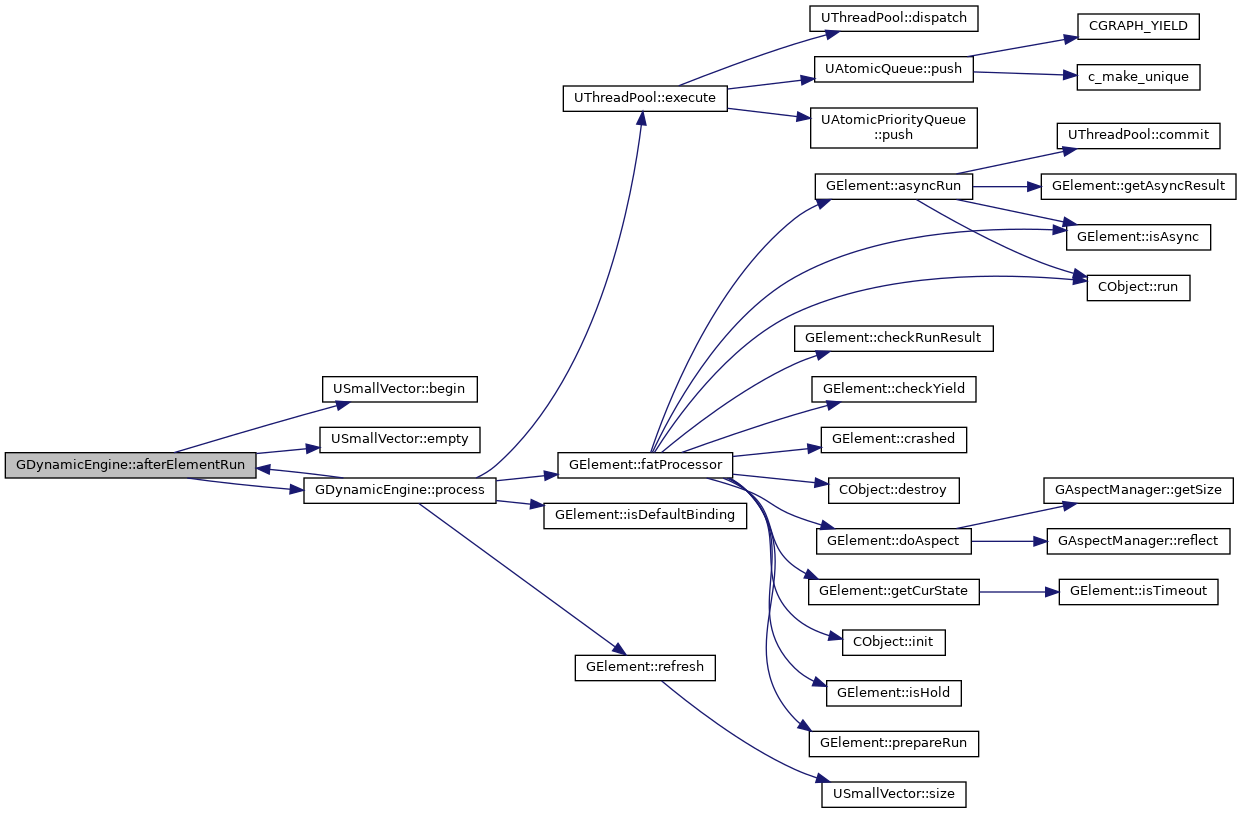 UThreadPool::dispatch
CGRAPH_YIELD
UAtomicQueue::push
c_make_unique
UThreadPool::execute
UAtomicPriorityQueue
::push
UThreadPool::commit
GElement::asyncRun
GElement::getAsyncResult
GElement::isAsync
CObject::run
GElement::checkRunResult
USmallVector::begin
GElement::checkYield
USmallVector::empty
GElement::crashed
GDynamicEngine::afterElementRun
GElement::fatProcessor
GDynamicEngine::process
CObject::destroy
GAspectManager::getSize
GElement::isDefaultBinding
GElement::doAspect
GAspectManager::reflect
GElement::getCurState
GElement::isTimeout
CObject::init
GElement::refresh
GElement::isHold
GElement::prepareRun
USmallVector::size